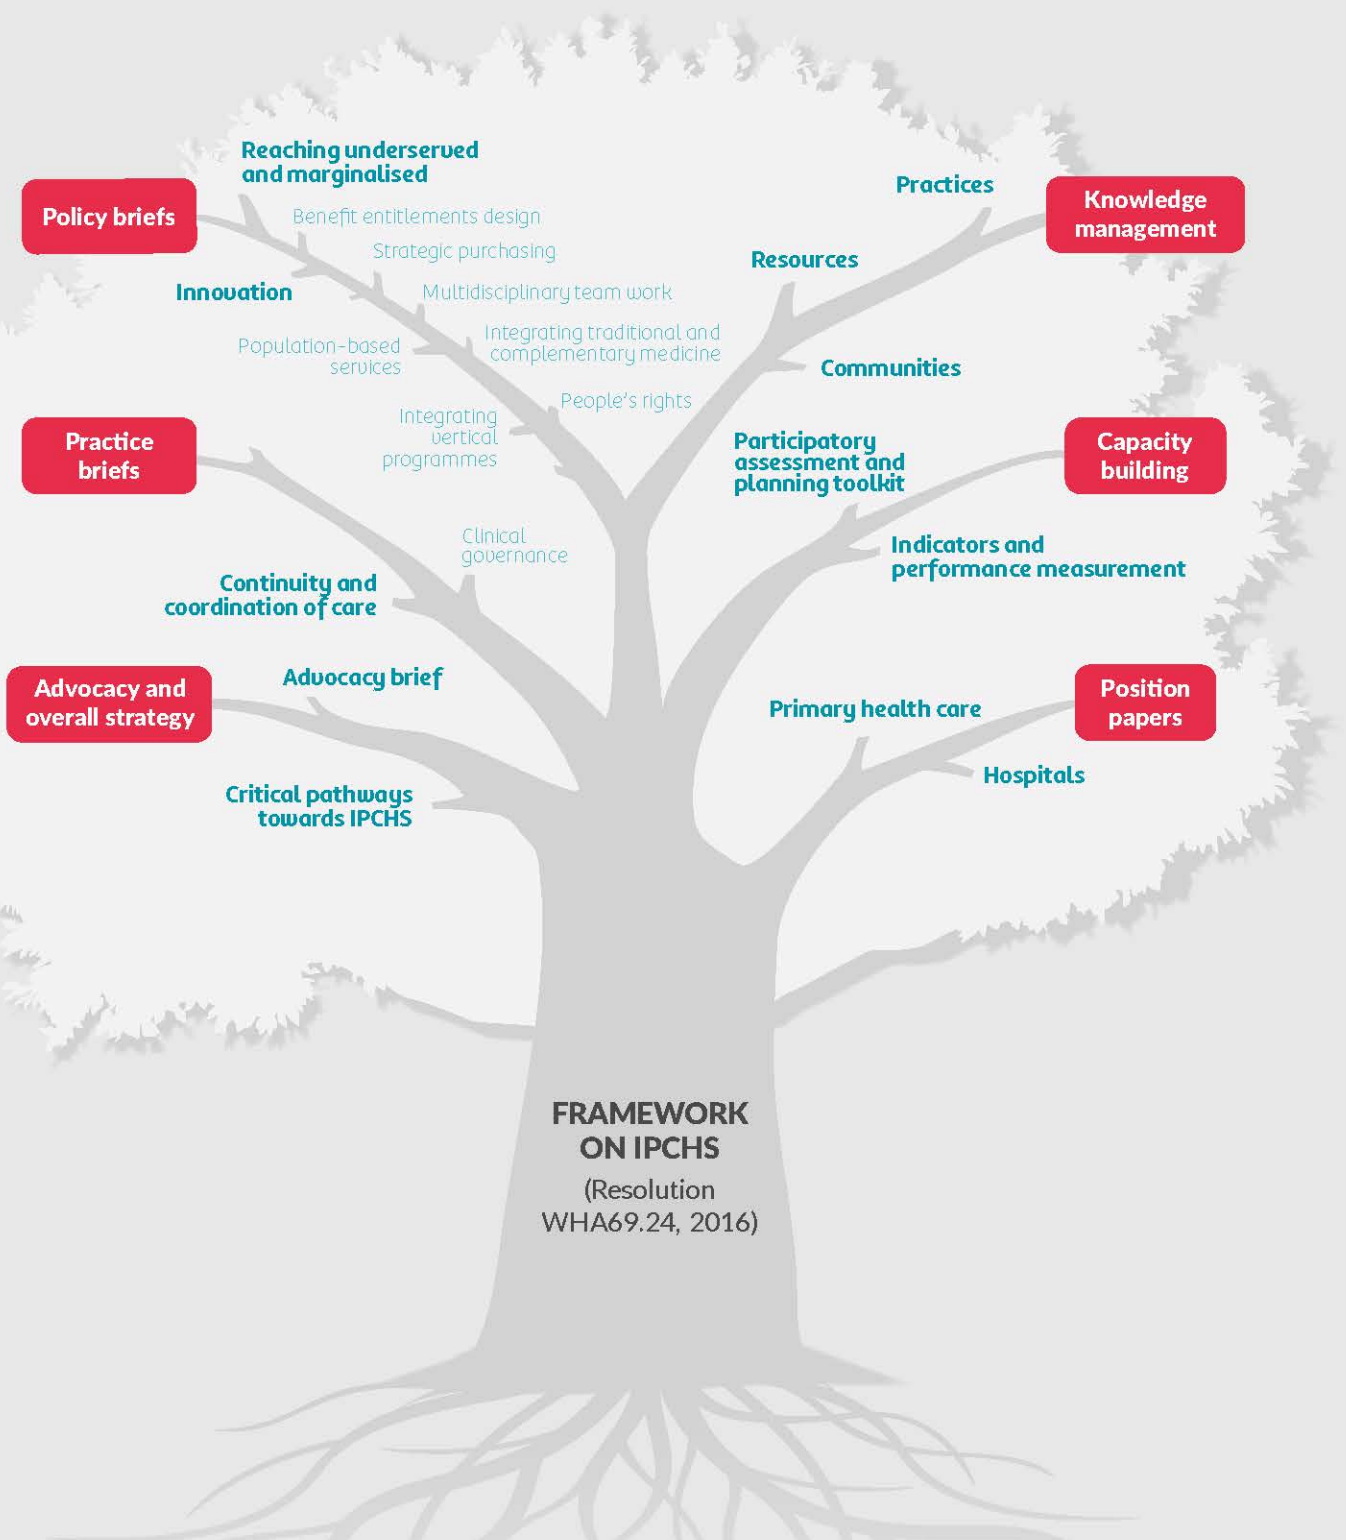 Reaching underserved
and marginalised
Policy briefs
Benefit entitlements design
Strategic purchasing
Innovation
Multidisciplinary team work
Population-based
services
Integrating traditional and
complementary medicine
People's rights
Integrating
vertical
programmes
Practices
Knowledge
management
Resources
Communities
Practice
briefs
Clinical
governance
Continuity and
coordination of care
Participatory
assessment and
planning toolkit
Capacity
building
Indicators and
performance measurement
Advocacy and
overall strategy
Advocacy brief
Critical pathways
towards IPCHS
Primary health care
Position
papers
Hospitals
FRAMEWORK
ON IPCHS
(Resolution
WHA69.24, 2016)